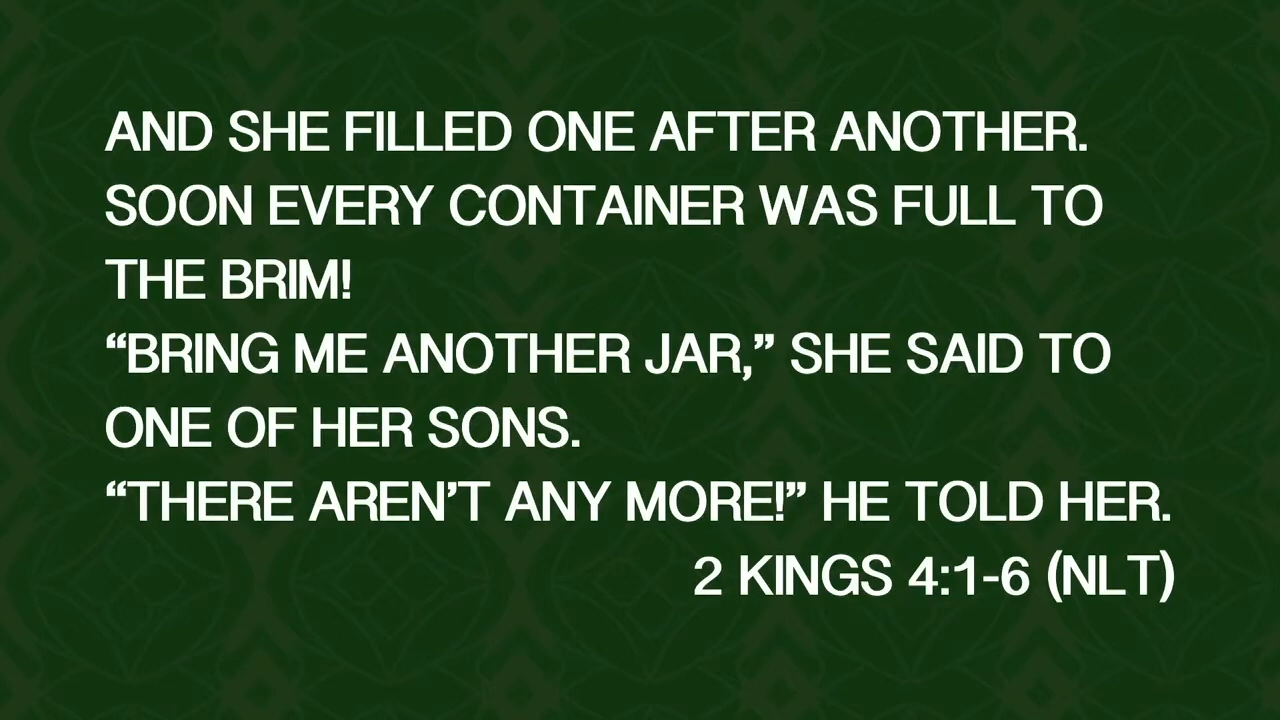 AND SHE FILLED ONE AFTER ANOTHER.
SOON EVERY CONTAINER WAS FULL TO
THE BRIM!
“BRING ME ANOTHER JAR,” SHE SAID TO
ONE OF HER SONS.
“THERE AREN’T ANY MORE!” HE TOLD HER.
2 KINGS 4:1-6 (NLT)